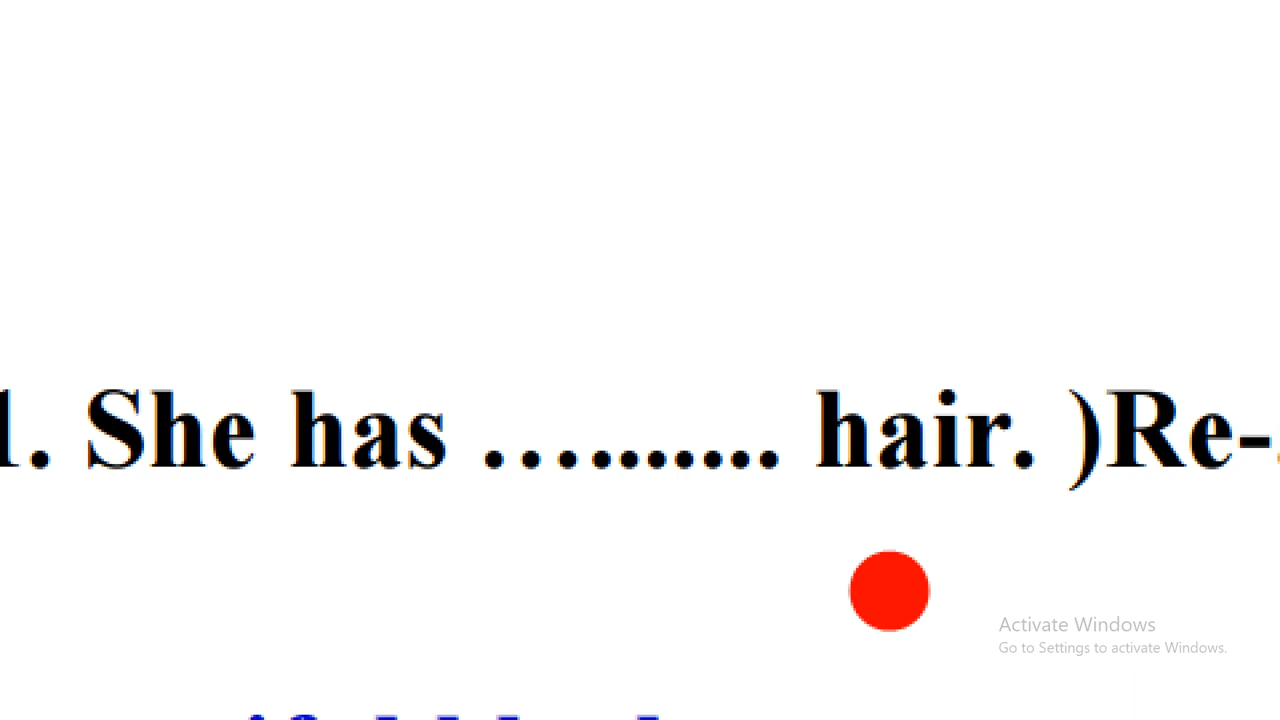 1. She has …....... hair. )Re-
Activate Windows
Go to Settings to activate Windows.